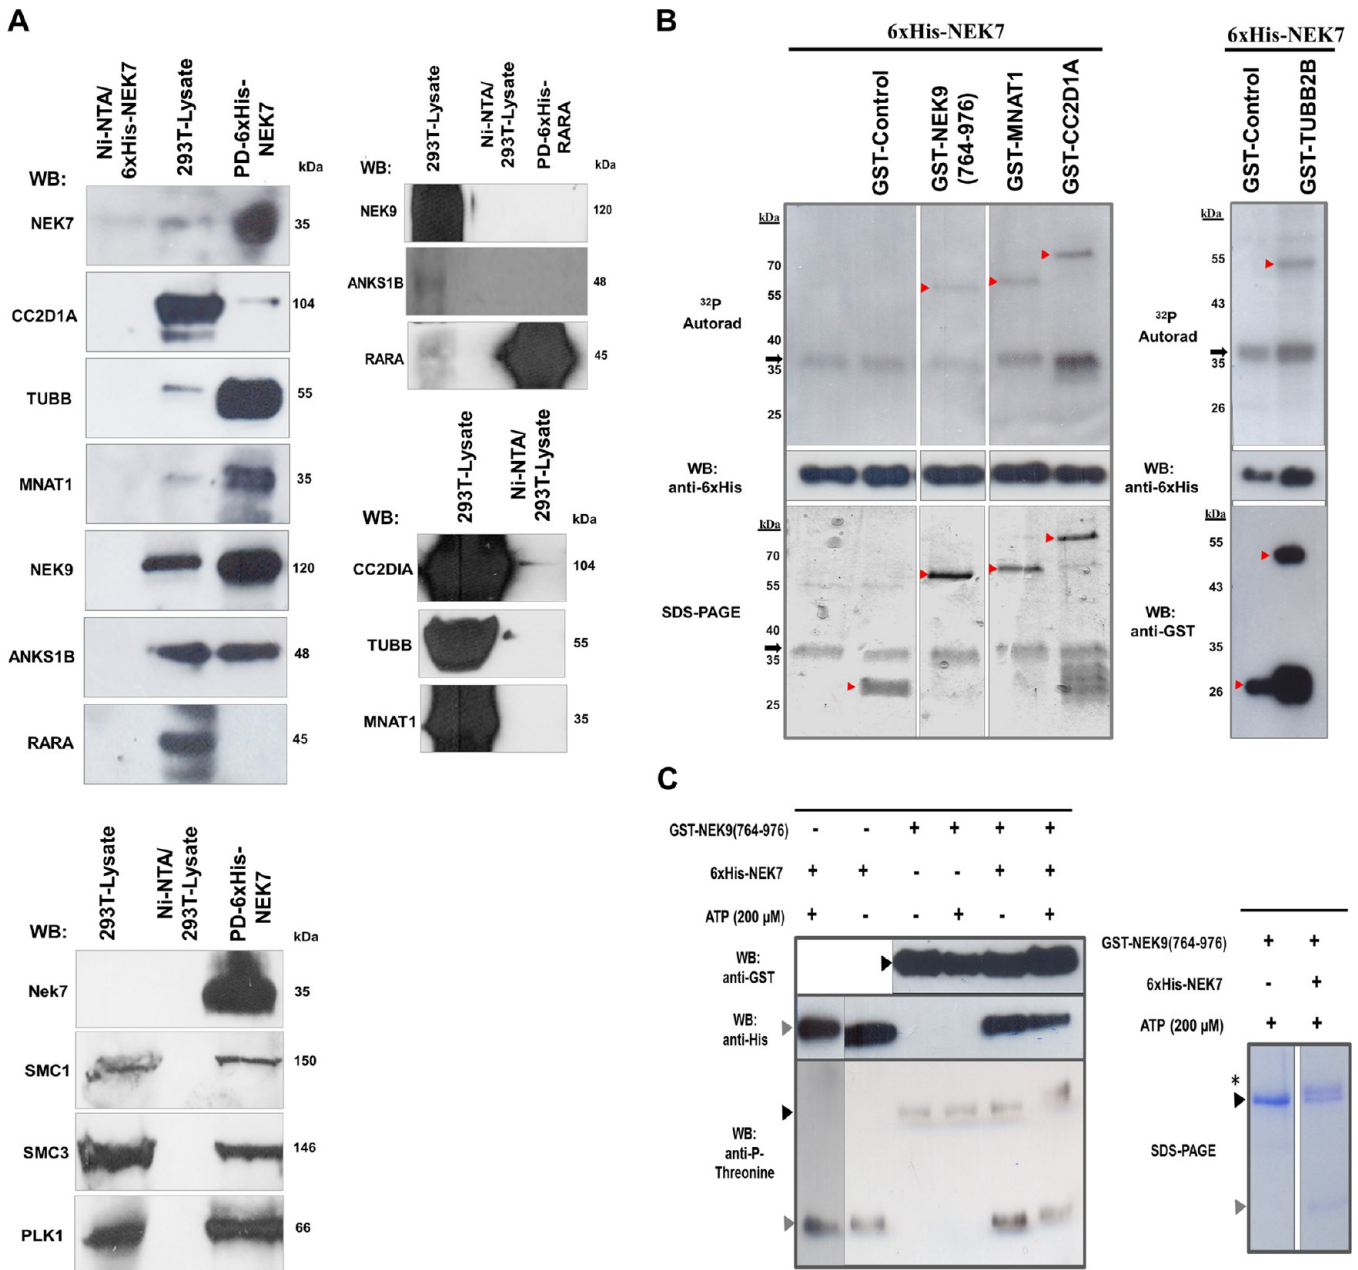 A
Ni-NTA/
6xHis-NEK7
293T-Lysate
PD-6xHis-
NEK7
kDa
WB:
NEK7
35
CC2D1A
104
TUBB
55
MNAT1
35
NEK9
120
ANKS1B
48
RARA
45
293T-Lysate
Ni-NTA/
293T-Lysate
PD-6xHis-
RARA
kDa
WB:
NEK9
120
ANKS1B
48
RARA
45
293T-Lysate
Ni-NTA/
293T-Lysate
kDa
WB:
CC2DIA
104
TUBB
55
MNAT1
35
293T-Lysate
Ni-NTA/
293T-Lysate
PD-6xHis-
NEK7
kDa
WB:
Nek7
35
SMC1
150
SMC3
146
PLK1
66
B
6xHis-NEK7
GST-Control
GST-NEK9
(764-976)
GST-MNAT1
GST-CC2D1A
kDa
70
55
40
35
25
32P
Autorad
WB:
anti-6xHis
kDa
70
55
40
35
25
SDS-PAGE
6xHis-NEK7
GST-Control
GST-TUBB2B
kDa
55
43
35
26
32P
Autorad
WB:
anti-6xHis
kDa
55
43
35
26
WB:
anti-GST
C
GST-NEK9(764-976) - - + + + +
6xHis-NEK7 + + - - + +
ATP (200 µM) + - - + - +
WB:
anti-GST
WB:
anti-His
WB:
anti-P-
Threonine
GST-NEK9(764-976) + +
6xHis-NEK7 - +
ATP (200 µM) + +
*
SDS-PAGE